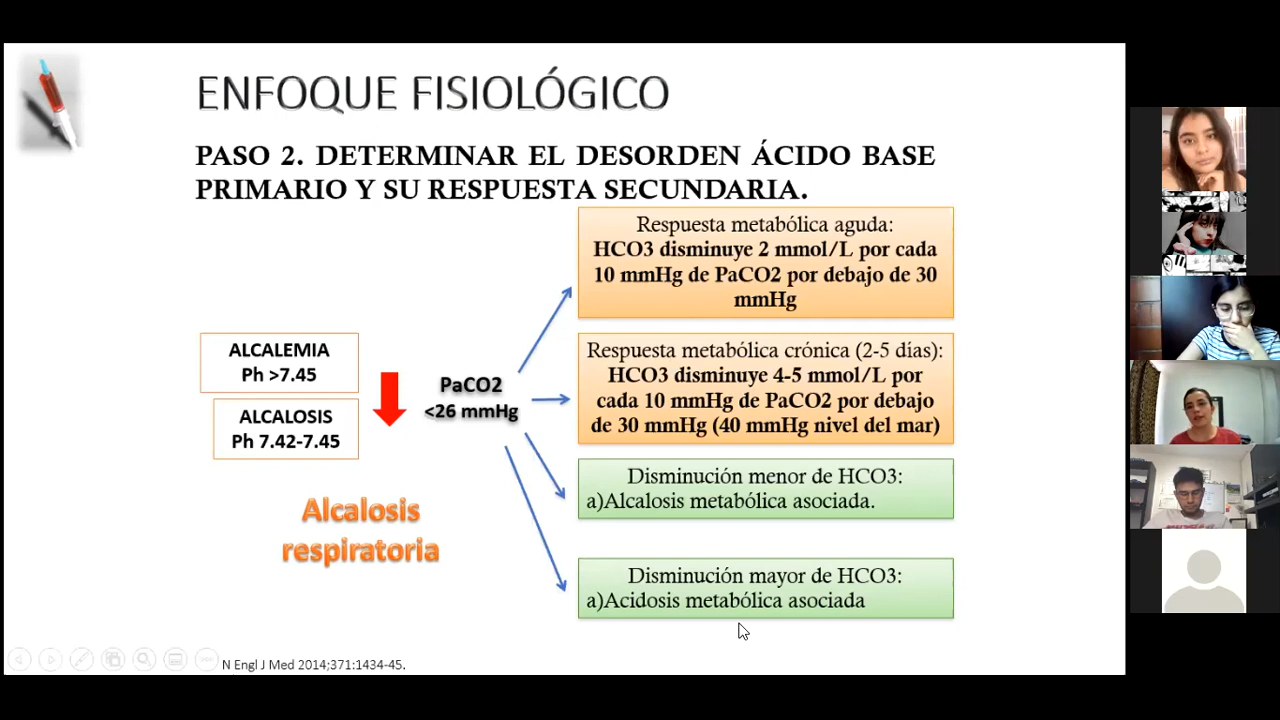 ENFOQUE FISIOLÓGICO
PASO 2. DETERMINAR EL DESORDEN ÁCIDO BASE
PRIMARIO Y SU RESPUESTA SECUNDARIA.
Respuesta metabólica aguda:
HCO3 disminuye 2 mmol/L por cada
10 mmHg de PaCO2 por debajo de 30
mmHg
ALCALEMIA
Ph >7.45
ALCALOSIS
Ph 7.42-7.45
PaCO2
<26 mmHg
Respuesta metabólica crónica (2-5 días):
HCO3 disminuye 4-5 mmol/L por
cada 10 mmHg de PaCO2 por debajo
de 30 mmHg (40 mmHg nivel del mar)
Disminución menor de HCO3:
a)Alcalosis metabólica asociada.
Alcalosis
respiratoria
Disminución mayor de HCO3:
a)Acidosis metabólica asociada
N Engl J Med 2014;371:1434-45.